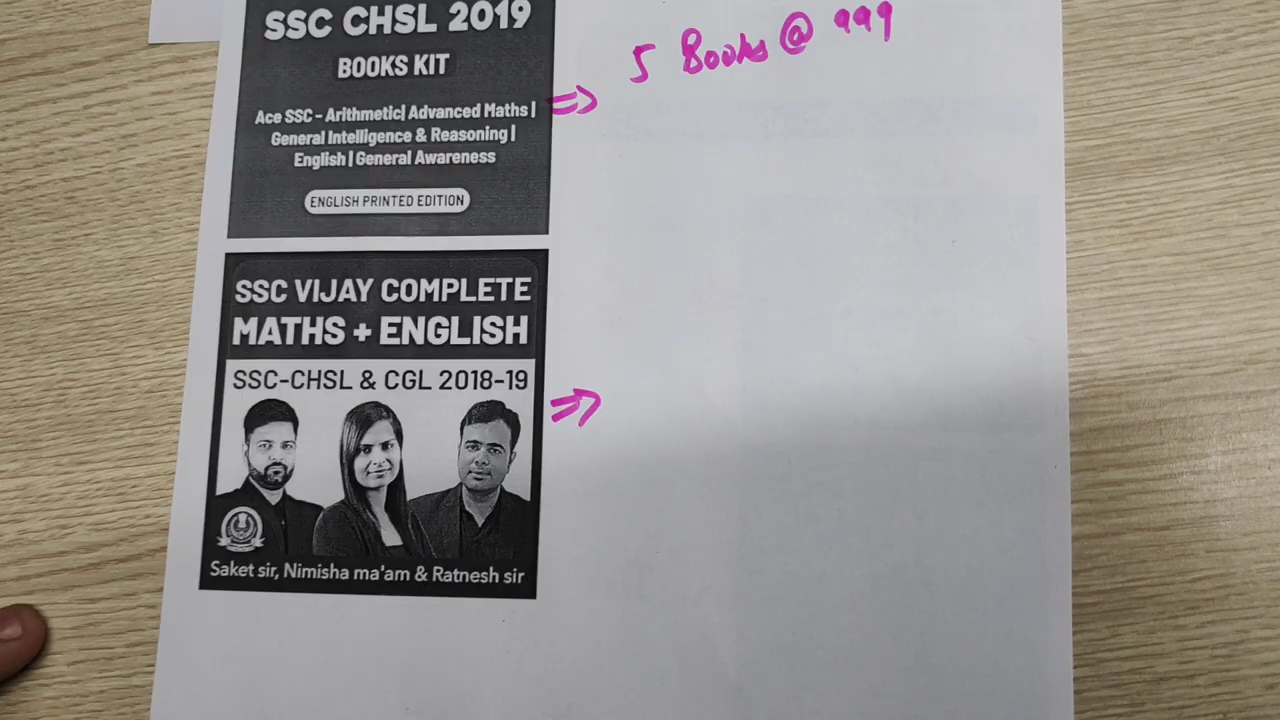 SSC CHSL 2019
BOOKS KIT
Ace SSC - Arithmetic| Advanced Maths |
General Intelligence & Reasoning |
English | General Awareness
ENGLISH PRINTED EDITION
5 Books @ 999
SSC VIJAY COMPLETE
MATHS + ENGLISH
SSC-CHSL & CGL 2018-19
Saket sir, Nimisha ma'am & Ratnesh sir